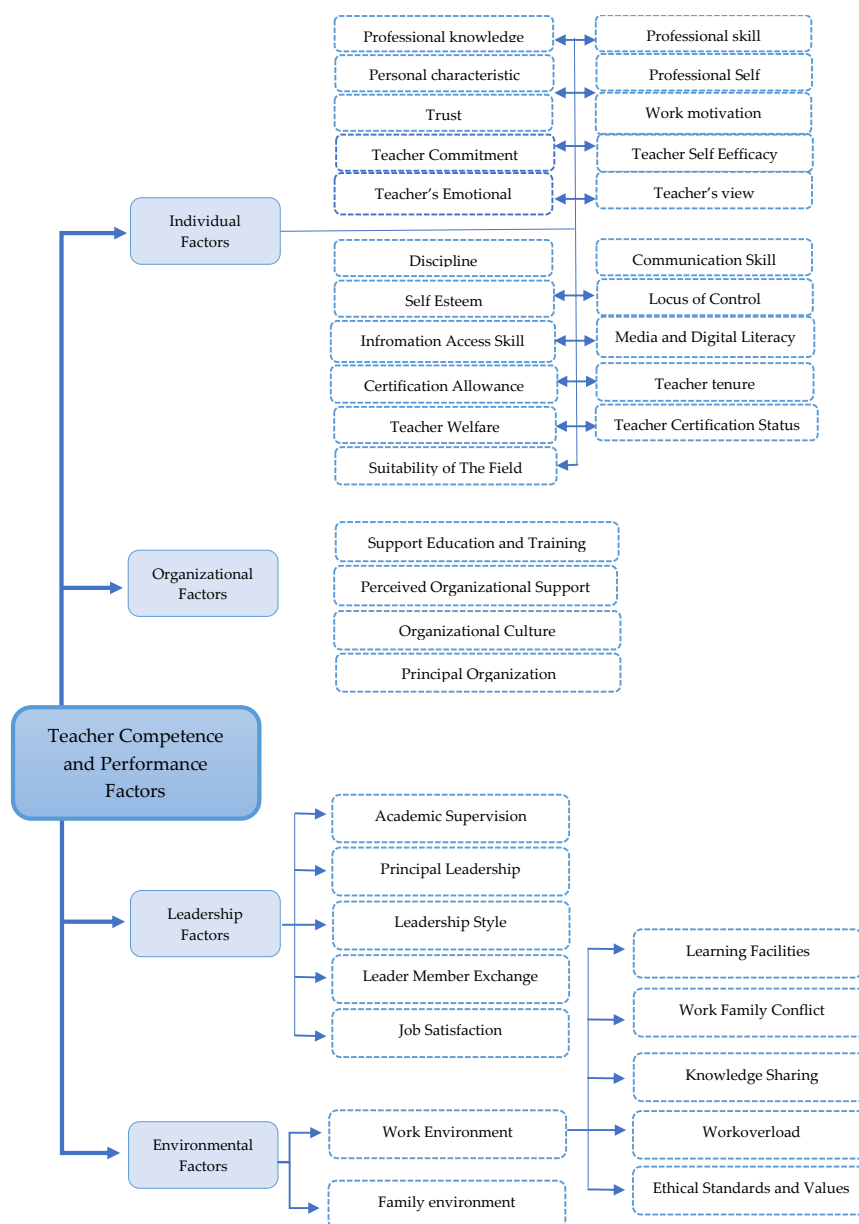 Professional knowledge
Professional skill
Personal characteristic
Professional Self
Trust
Work motivation
Teacher Commitment
Teacher Self Eefficacy
Teacher's Emotional
Teacher's view
Individual
Factors
Discipline
Communication Skill
Self Esteem
Locus of Control
Infromation Access Skill
Media and Digital Literacy
Certification Allowance
Teacher tenure
Teacher Welfare
Teacher Certification Status
Suitability of The Field
Organizational
Factors
Support Education and Training
Perceived Organizational Support
Organizational Culture
Principal Organization
Teacher Competence
and Performance
Factors
Leadership
Factors
Academic Supervision
Principal Leadership
Leadership Style
Leader Member Exchange
Job Satisfaction
Learning Facilities
Work Family Conflict
Knowledge Sharing
Workoverload
Ethical Standards and Values
Environmental
Factors
Work Environment
Family environment